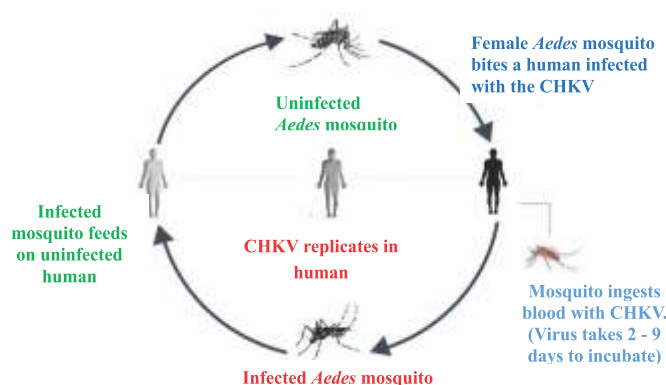 Female Aedes mosquito
bites a human infected
with the CHKV
Uninfected
Aedes mosquito
Infected
mosquito feeds
on uninfected
human
CHKV replicates in
human
Mosquito ingests
blood with CHKV.
(Virus takes 2 - 9
days to incubate)
Infected Aedes mosquito